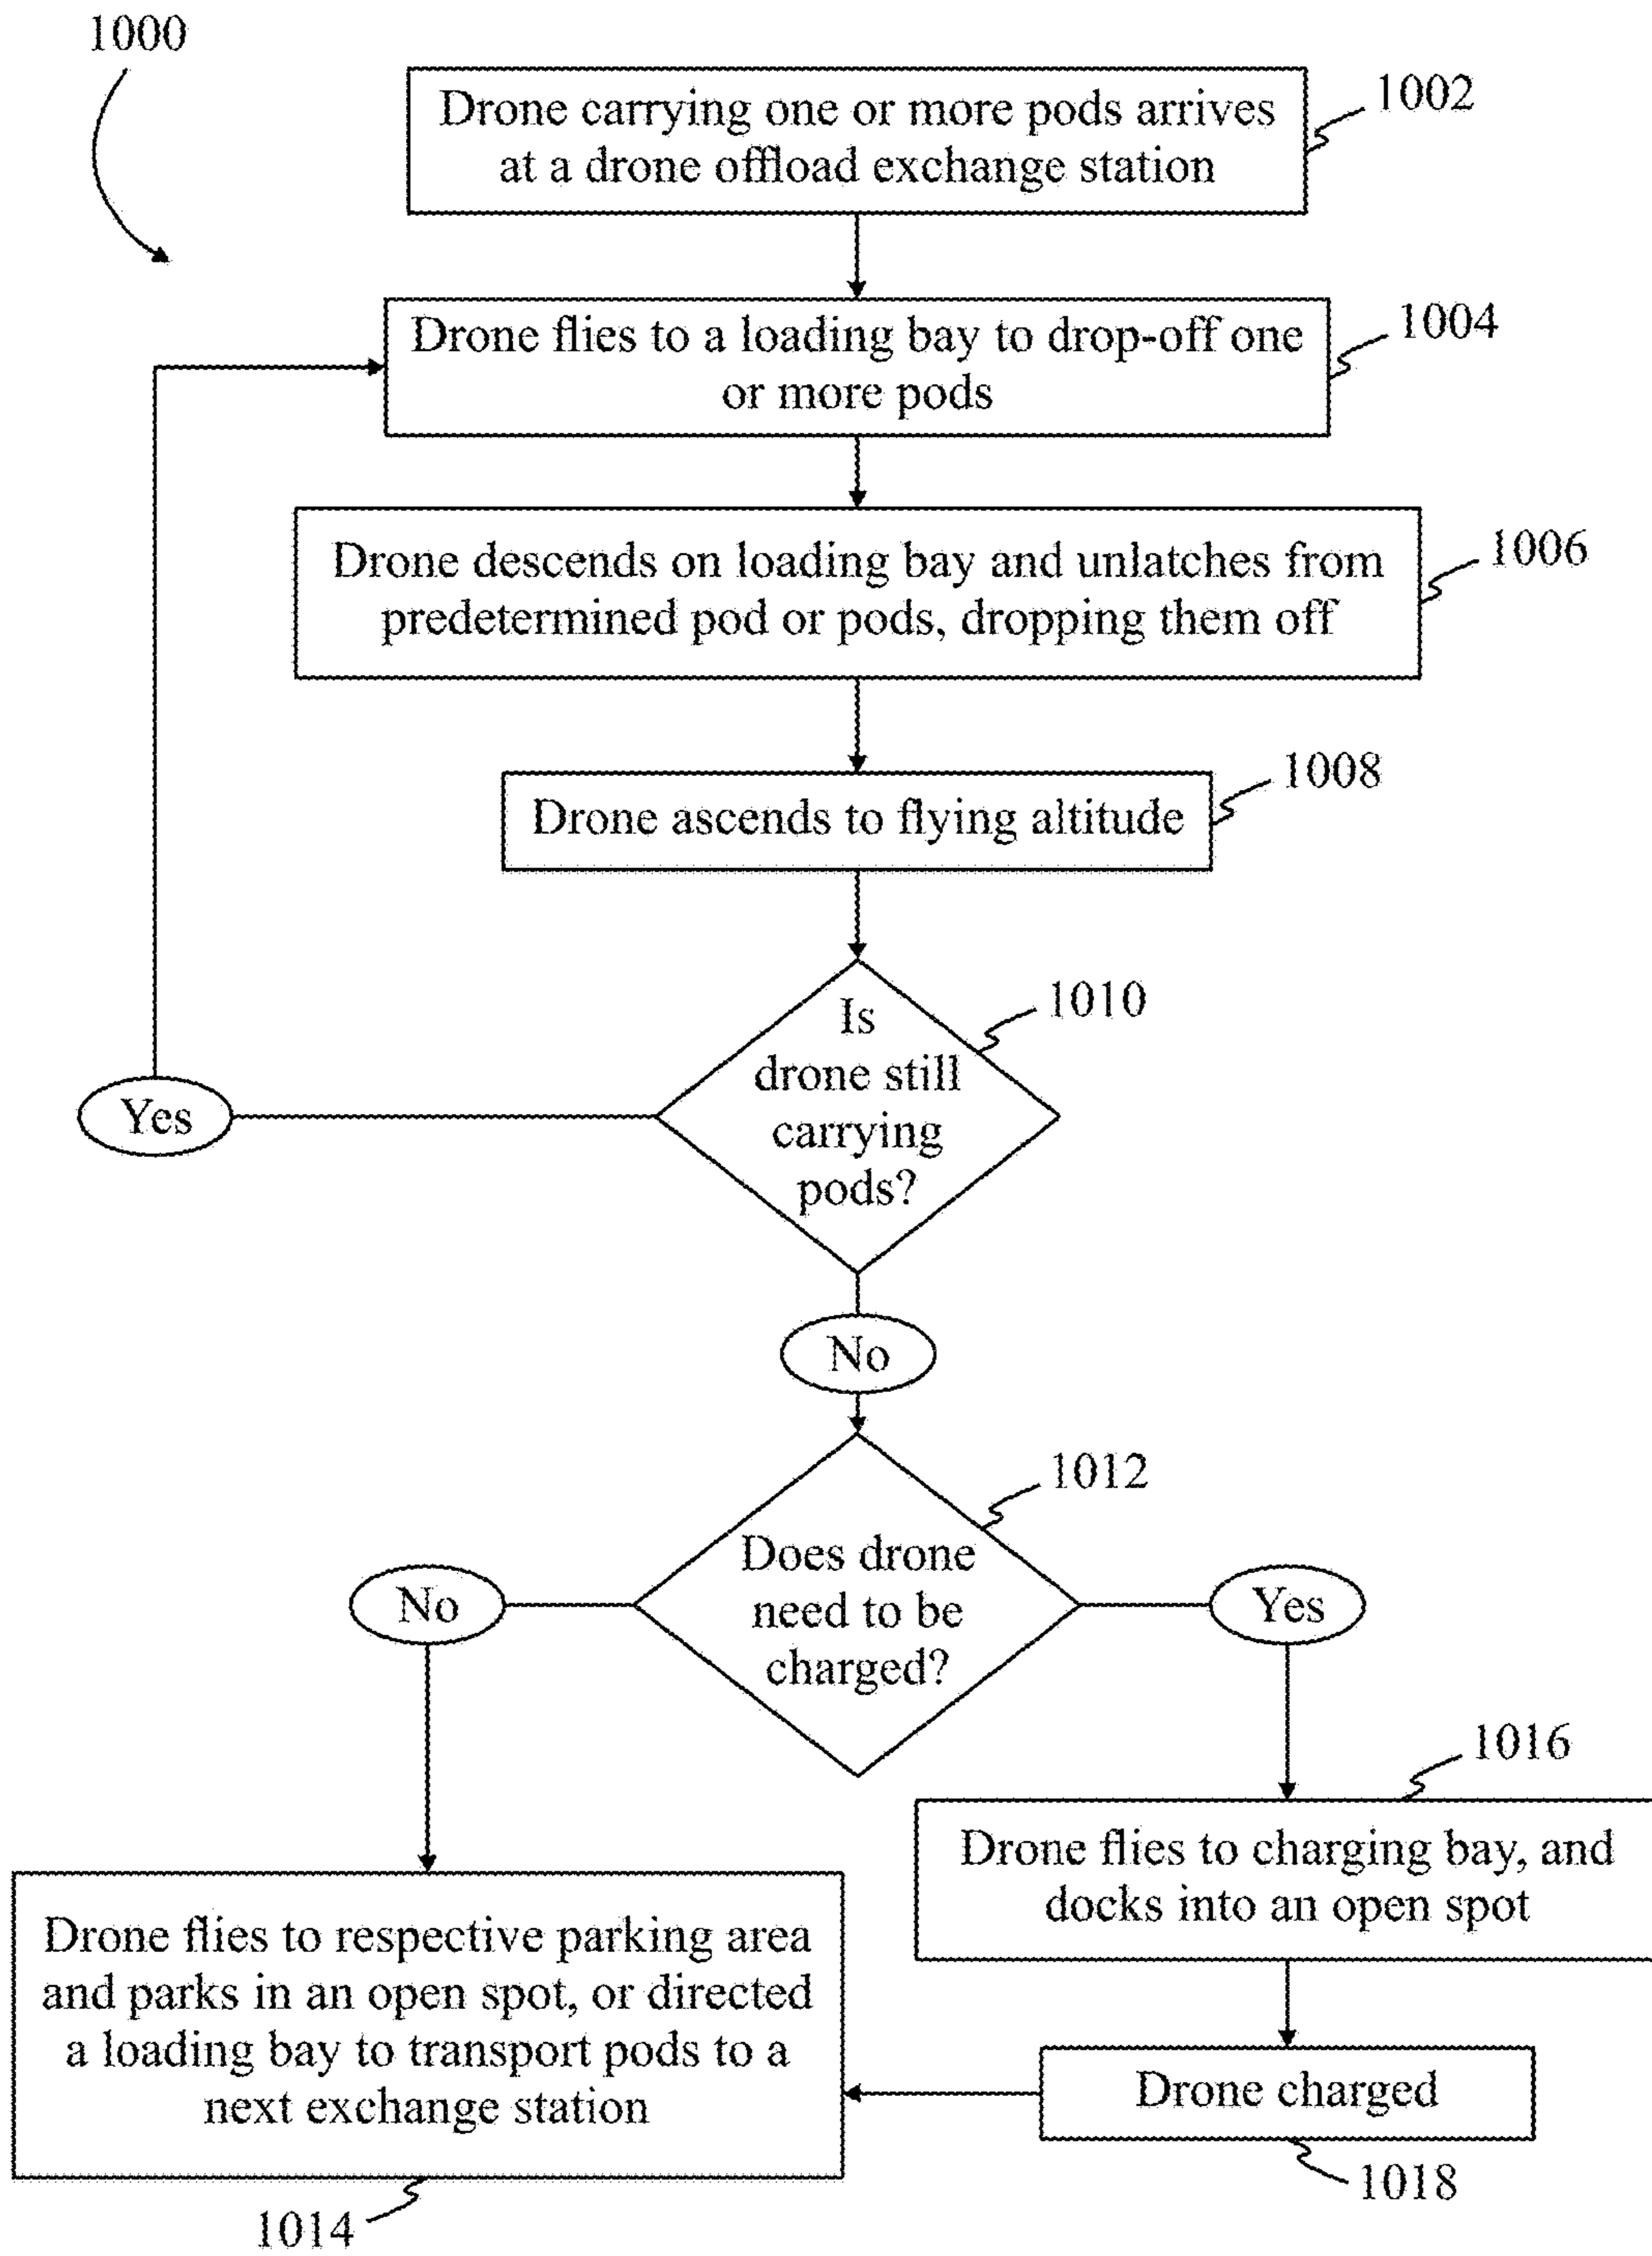 1000
Drone carrying one or more pods arrives
at a drone offload exchange station
1002
Drone flies to a loading bay to drop-off one
or more pods
1004
Drone descends on loading bay and unlatches from
predetermined pod or pods, dropping them off
1006
Drone ascends to flying altitude
1008
Is
drone still
carrying
pods?
1010
Yes
No
Does drone
need to be
charged?
1012
No
Yes
Drone flies to charging bay, and
docks into an open spot
1016
Drone flies to respective parking area
and parks in an open spot, or directed
a loading bay to transport pods to a
next exchange station
1014
Drone charged
1018